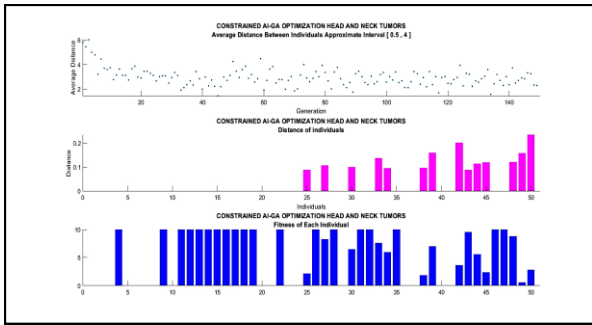 CONSTRAINED AI-GA OPTIMIZATION HEAD AND NECK TUMORS
Average Distance Between Individuals Approximate Interval [ 0.5 , 4 ]
Average Distance
6
4
2
20 40 60 80 100 120 140
Generation
CONSTRAINED AI-GA OPTIMIZATION HEAD AND NECK TUMORS
Distance of individuals
Distance
0.2
0.1
0
0 5 10 15 20 25 30 35 40 45 50
Individuals
CONSTRAINED AI-GA OPTIMIZATION HEAD AND NECK TUMORS
Fitness of Each Individual
10
5
0
0 5 10 15 20 25 30 35 40 45 50